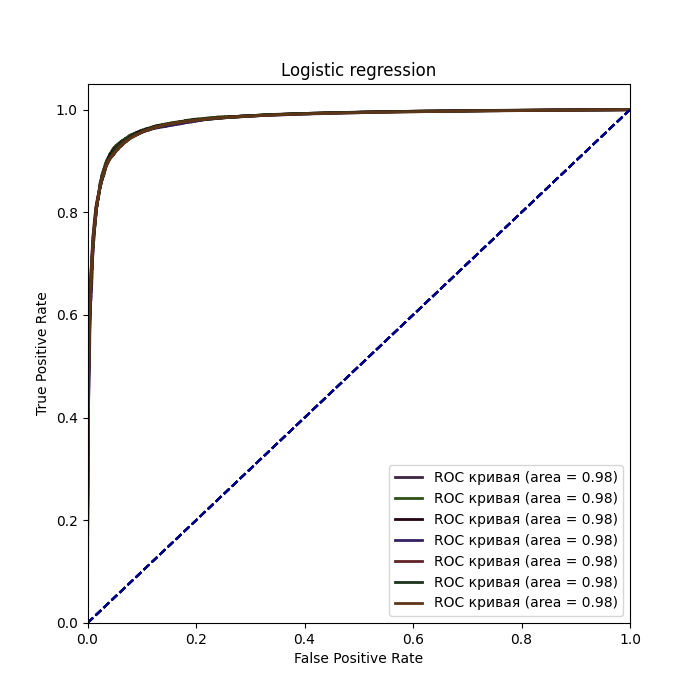 Logistic regression
1.0
0.8
0.6
0.4
0.2
0.0
True Positive Rate
ROC кривая (area = 0.98)
ROC кривая (area = 0.98)
ROC кривая (area = 0.98)
ROC кривая (area = 0.98)
ROC кривая (area = 0.98)
ROC кривая (area = 0.98)
ROC кривая (area = 0.98)
0.0 0.2 0.4 0.6 0.8 1.0
False Positive Rate